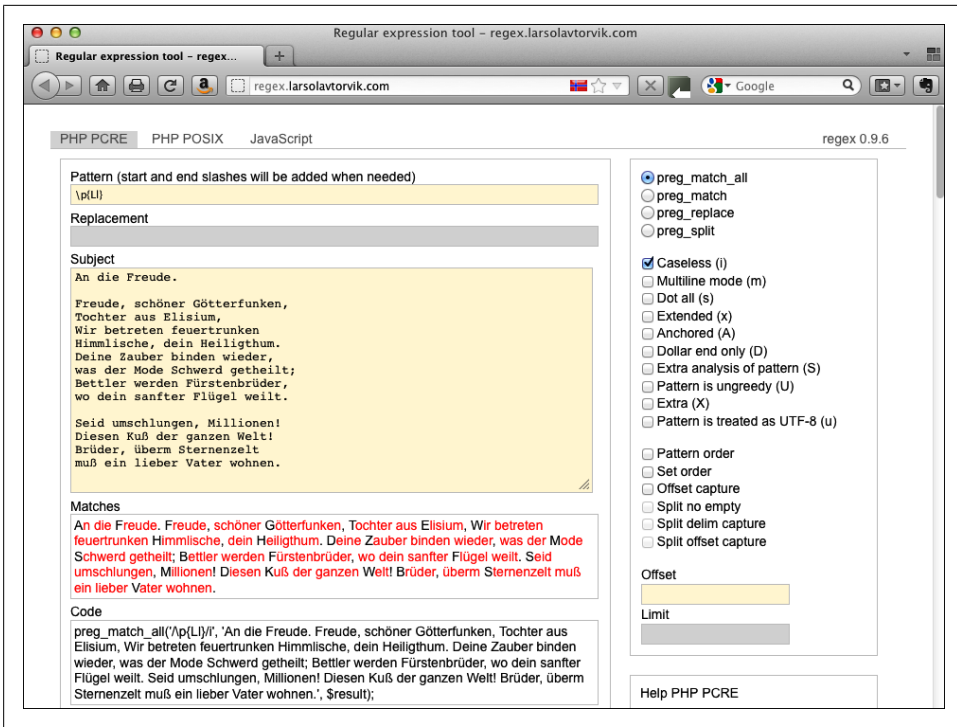 Regular expression tool – regex.larsolavtorvik.com
Regular expression tool – regex...
regex.larsolavtorvik.com
Google
PHP PCRE PHP POSIX JavaScript
regex 0.9.6
Pattern (start and end slashes will be added when needed)
\p{Ll}
Replacement
Subject
An die Freude.
Freude, schöner Götterfunken,
Tochter aus Elisium,
Wir betreten feuertrunken
Himmlische, dein Heiligthum.
Deine Zauber binden wieder,
was der Mode Schwerd getheilt;
Bettler werden Fürstenbrüder,
wo dein sanfter Flügel weilt.
Seid umschlungen, Millionen!
Diesen Kuß der ganzen Welt!
Brüder, überm Sternenzelt
muß ein lieber Vater wohnen.
Matches
An die Freude. Freude, schöner Götterfunken, Tochter aus Elisium, Wir betreten
feuertrunken Himmlische, dein Heiligthum. Deine Zauber binden wieder, was der Mode
Schwerd getheilt; Bettler werden Fürstenbrüder, wo dein sanfter Flügel weilt. Seid
umschlungen, Millionen! Diesen Kuß der ganzen Welt! Brüder, überm Sternenzelt muß
ein lieber Vater wohnen.
Code
preg_match_all('/\p{Ll}/i', 'An die Freude. Freude, schöner Götterfunken, Tochter aus
Elisium, Wir betreten feuertrunken Himmlische, dein Heiligthum. Deine Zauber binden
wieder, was der Mode Schwerd getheilt; Bettler werden Fürstenbrüder, wo dein sanfter
Flügel weilt. Seid umschlungen, Millionen! Diesen Kuß der ganzen Welt! Brüder, überm
Sternenzelt muß ein lieber Vater wohnen.', $result);
preg_match_all
preg_match
preg_replace
preg_split
Caseless (i)
Multiline mode (m)
Dot all (s)
Extended (x)
Anchored (A)
Dollar end only (D)
Extra analysis of pattern (S)
Pattern is ungreedy (U)
Extra (X)
Pattern is treated as UTF-8 (u)
Pattern order
Set order
Offset capture
Split no empty
Split delim capture
Split offset capture
Offset
Limit
Help PHP PCRE